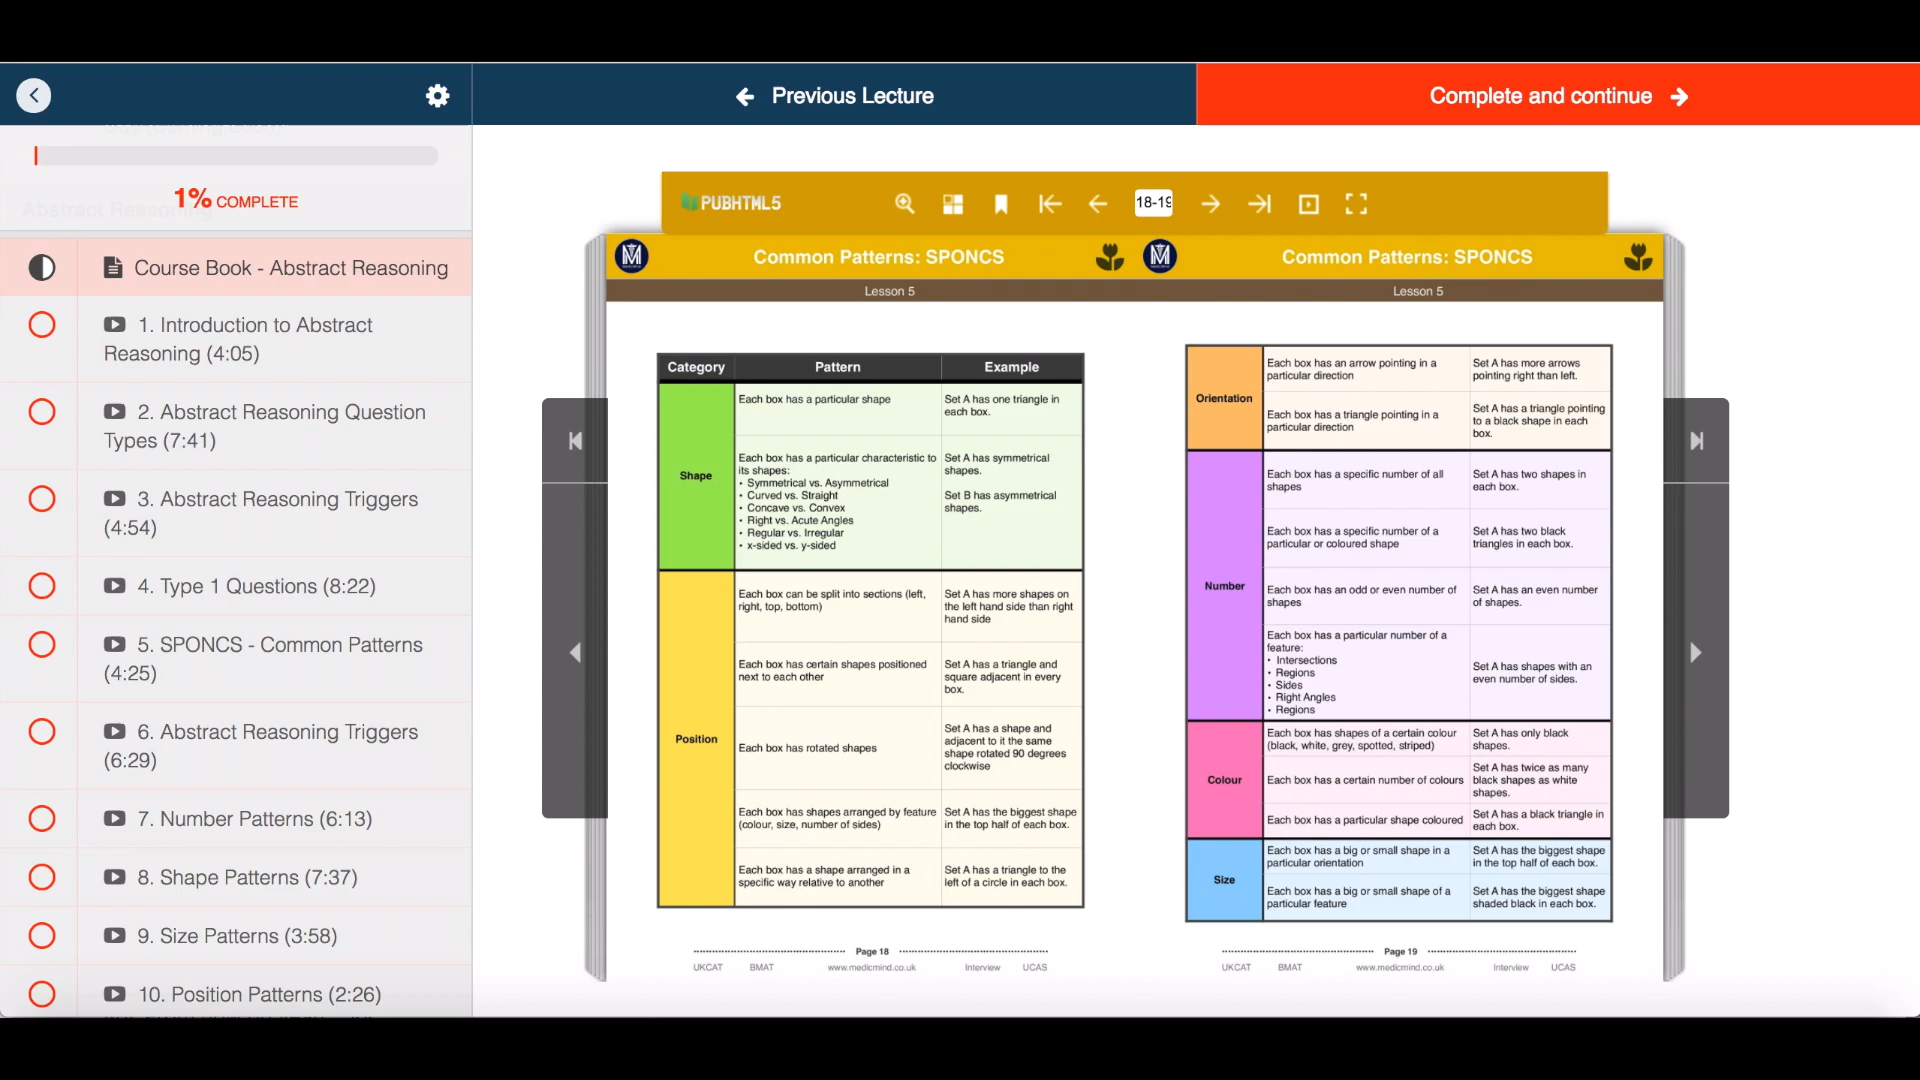 Previous Lecture
Complete and continue
1% COMPLETE
Course Book - Abstract Reasoning
1. Introduction to Abstract
Reasoning (4:05)
2. Abstract Reasoning Question
Types (7:41)
3. Abstract Reasoning Triggers
(4:54)
4. Type 1 Questions (8:22)
5. SPONCS - Common Patterns
(4:25)
6. Abstract Reasoning Triggers
(6:29)
7. Number Patterns (6:13)
8. Shape Patterns (7:37)
9. Size Patterns (3:58)
10. Position Patterns (2:26)
PUBHTML5
18-19
Common Patterns: SPONCS
Lesson 5
Category Pattern Example
Shape
Each box has a particular shape
Set A has one triangle in
each box.
Each box has a particular characteristic to
its shapes:
• Symmetrical vs. Asymmetrical
• Curved vs. Straight
• Concave vs. Convex
• Right vs. Acute Angles
• Regular vs. Irregular
• x-sided vs. y-sided
Set A has symmetrical
shapes.
Set B has asymmetrical
shapes.
Position
Each box can be split into sections (left,
right, top, bottom)
Set A has more shapes on
the left hand side than right
hand side
Each box has certain shapes positioned
next to each other
Set A has a triangle and
square adjacent in every
box.
Each box has rotated shapes
Set A has a shape and
adjacent to it the same
shape rotated 90 degrees
clockwise
Each box has shapes arranged by feature
(colour, size, number of sides)
Set A has the biggest shape
in the top half of each box.
Each box has a shape arranged in a
specific way relative to another
Set A has a triangle to the
left of a circle in each box.
Page 18
UKCAT BMAT www.medicmind.co.uk Interview UCAS
Common Patterns: SPONCS
Lesson 5
Orientation
Each box has an arrow pointing in a
particular direction
Set A has more arrows
pointing right than left.
Each box has a triangle pointing in a
particular direction
Set A has a triangle pointing
to a black shape in each
box.
Number
Each box has a specific number of all
shapes
Set A has two shapes in
each box.
Each box has a specific number of a
particular or coloured shape
Set A has two black
triangles in each box.
Each box has an odd or even number of
shapes
Set A has an even number
of shapes.
Each box has a particular number of a
feature:
• Intersections
• Regions
• Sides
• Right Angles
• Regions
Set A has shapes with an
even number of sides.
Colour
Each box has shapes of a certain colour
(black, white, grey, spotted, striped)
Set A has only black
shapes.
Each box has a certain number of colours
Set A has twice as many
black shapes as white
shapes.
Each box has a particular shape coloured
Set A has a black triangle in
each box.
Size
Each box has a big or small shape in a
particular orientation
Set A has the biggest shape
in the top half of each box.
Each box has a big or small shape of a
particular feature
Set A has the biggest shape
shaded black in each box.
Page 19
UKCAT BMAT www.medicmind.co.uk Interview UCAS